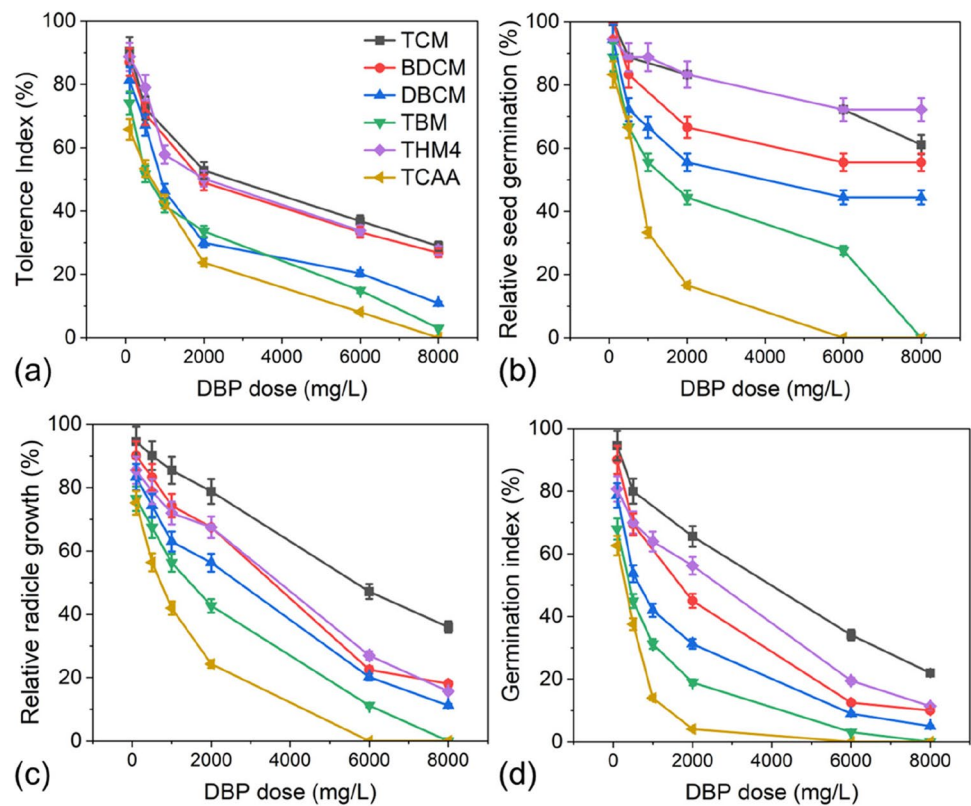 100
80
60
40
20
0
Tolerence Index (%)
TCM
BDCM
DBCM
TBM
THM4
TCAA
0 2000 4000 6000 8000
DBP dose (mg/L)
(a)
100
80
60
40
20
0
Relative seed germination (%)
0 2000 4000 6000 8000
DBP dose (mg/L)
(b)
100
80
60
40
20
0
Relative radicle growth (%)
0 2000 4000 6000 8000
DBP dose (mg/L)
(c)
100
80
60
40
20
0
Germination index (%)
0 2000 4000 6000 8000
DBP dose (mg/L)
(d)